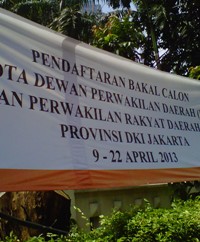 PENDAFTARAN BAKAL CALON
OTA DEWAN PERWAKILAN DAERAH
AN PERWAKILAN RAKYAT DAERAH
PROVINSI DKI JAKARTA
9 - 22 APRIL 2013